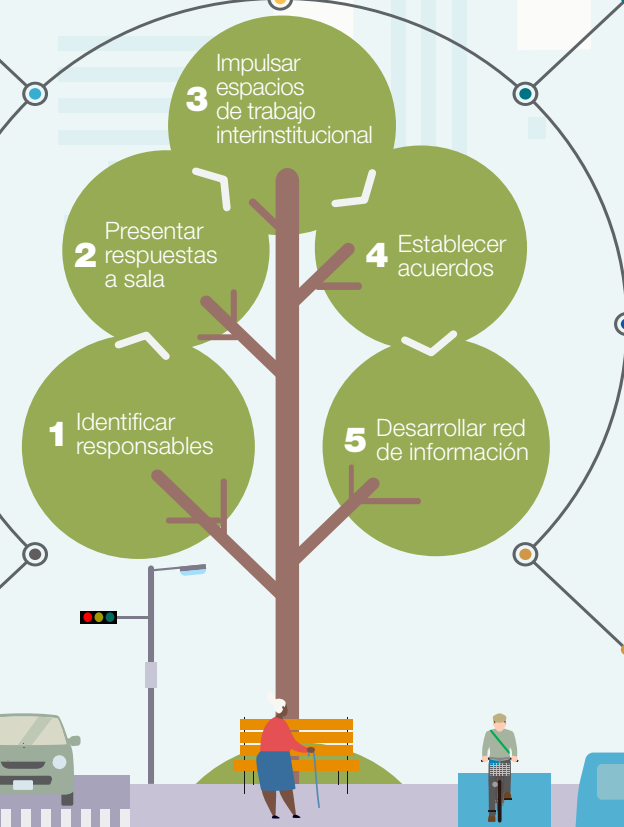 1
Identificar
responsables
2
Presentar
respuestas
a sala
3
Impulsar
espacios
de trabajo
interinstitucional
4
Establecer
acuerdos
5
Desarrollar red
de información